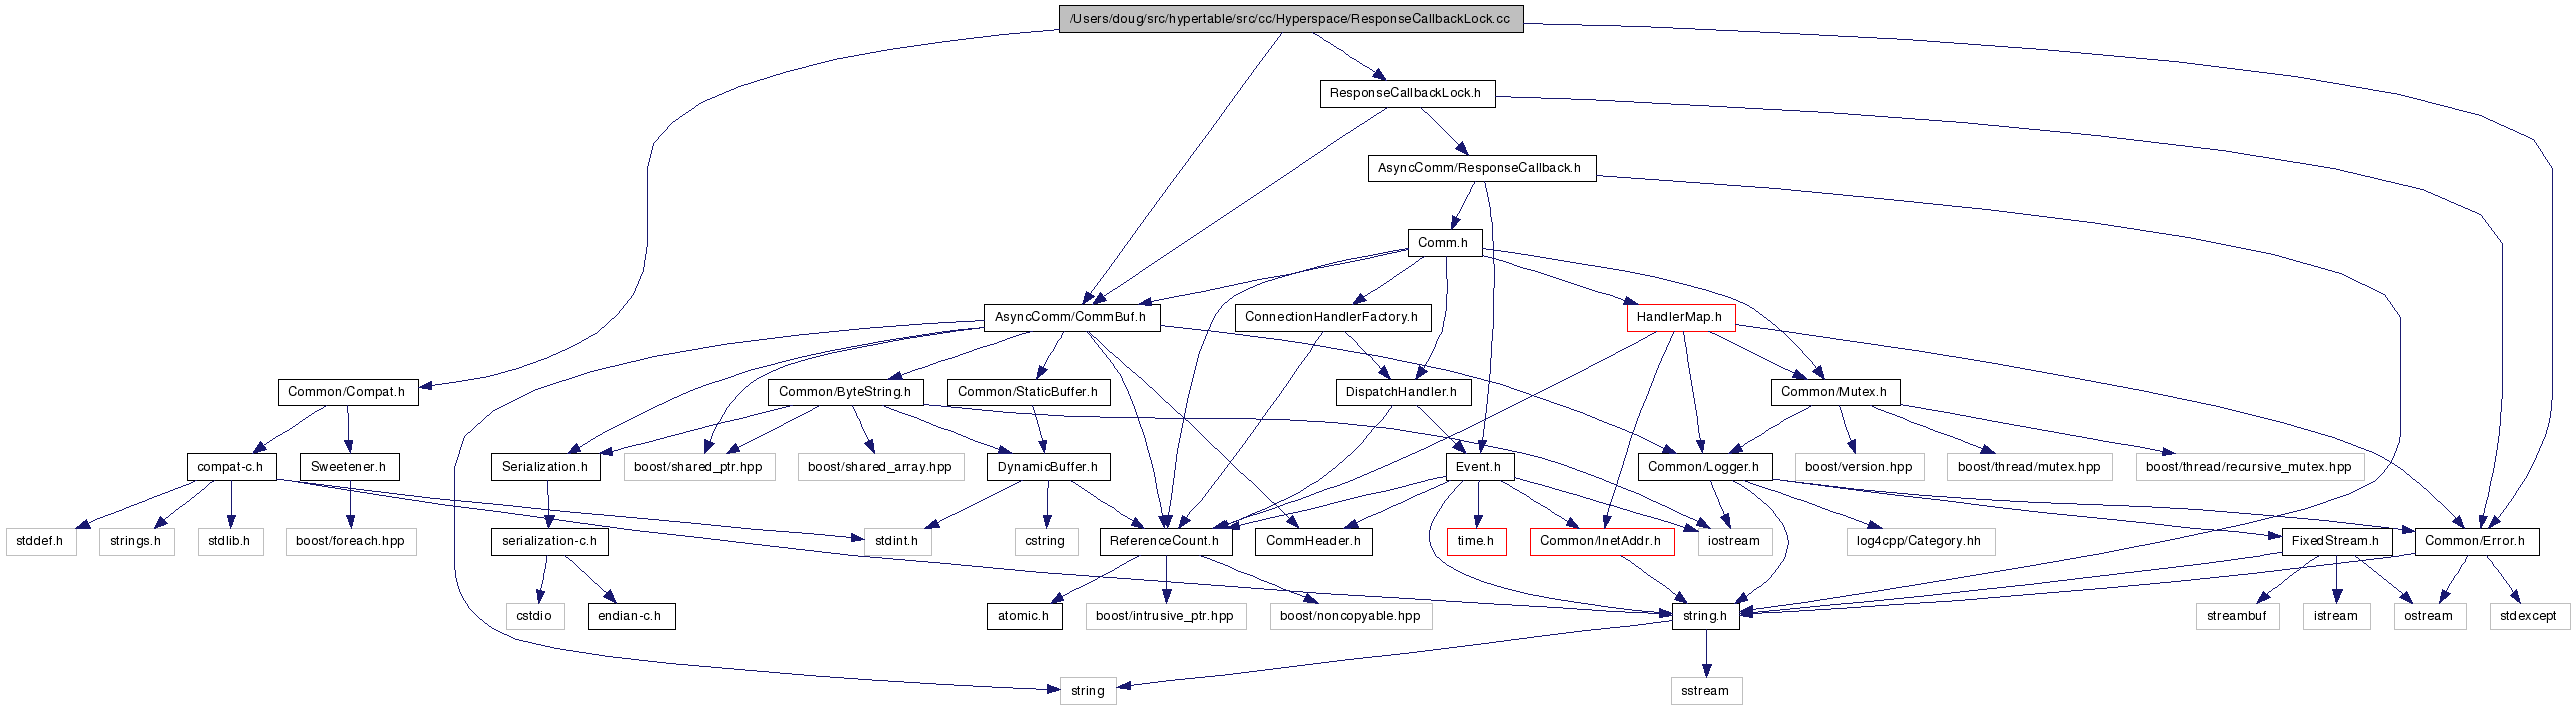 /Users/doug/src/hypertable/src/cc/Hyperspace/ResponseCallbackLock.cc
ResponseCallbackLock.h
AsyncComm/ResponseCallback.h
Comm.h
AsyncComm/CommBuf.h
ConnectionHandlerFactory.h
HandlerMap.h
Common/Compat.h
Common/ByteString.h
Common/StaticBuffer.h
DispatchHandler.h
Common/Mutex.h
compat-c.h
Sweetener.h
Serialization.h
boost/shared_ptr.hpp
boost/shared_array.hpp
DynamicBuffer.h
Event.h
Common/Logger.h
boost/version.hpp
boost/thread/mutex.hpp
boost/thread/recursive_mutex.hpp
stddef.h
strings.h
stdlib.h
boost/foreach.hpp
serialization-c.h
stdint.h
cstring
ReferenceCount.h
CommHeader.h
time.h
Common/InetAddr.h
iostream
log4cpp/Category.hh
FixedStream.h
Common/Error.h
cstdio
endian-c.h
atomic.h
boost/intrusive_ptr.hpp
boost/noncopyable.hpp
string.h
streambuf
istream
ostream
stdexcept
string
sstream